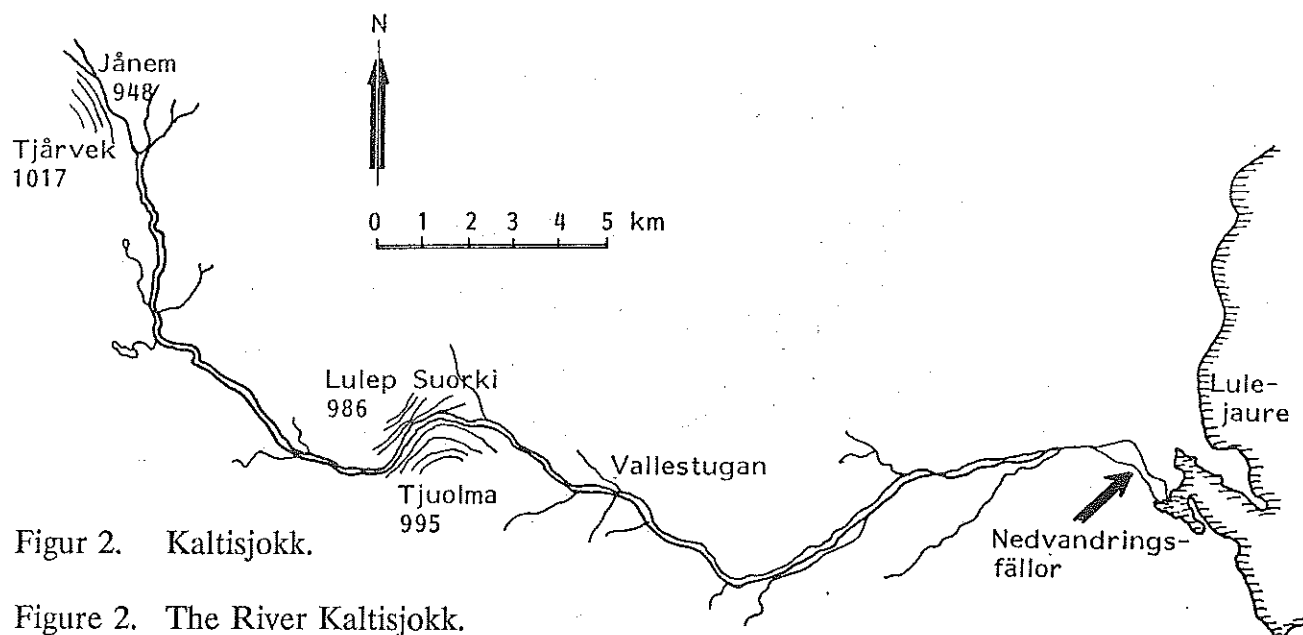 N
Jånem
948
Tjårvek
1017
0 1 2 3 4 5 km
Lulep Suorki
986
Lule-
jaure
Vallestugan
Tjuolma
995
Nedvandrings-
fällor
Figur 2. Kaltisjokk.
Figure 2. The River Kaltisjokk.